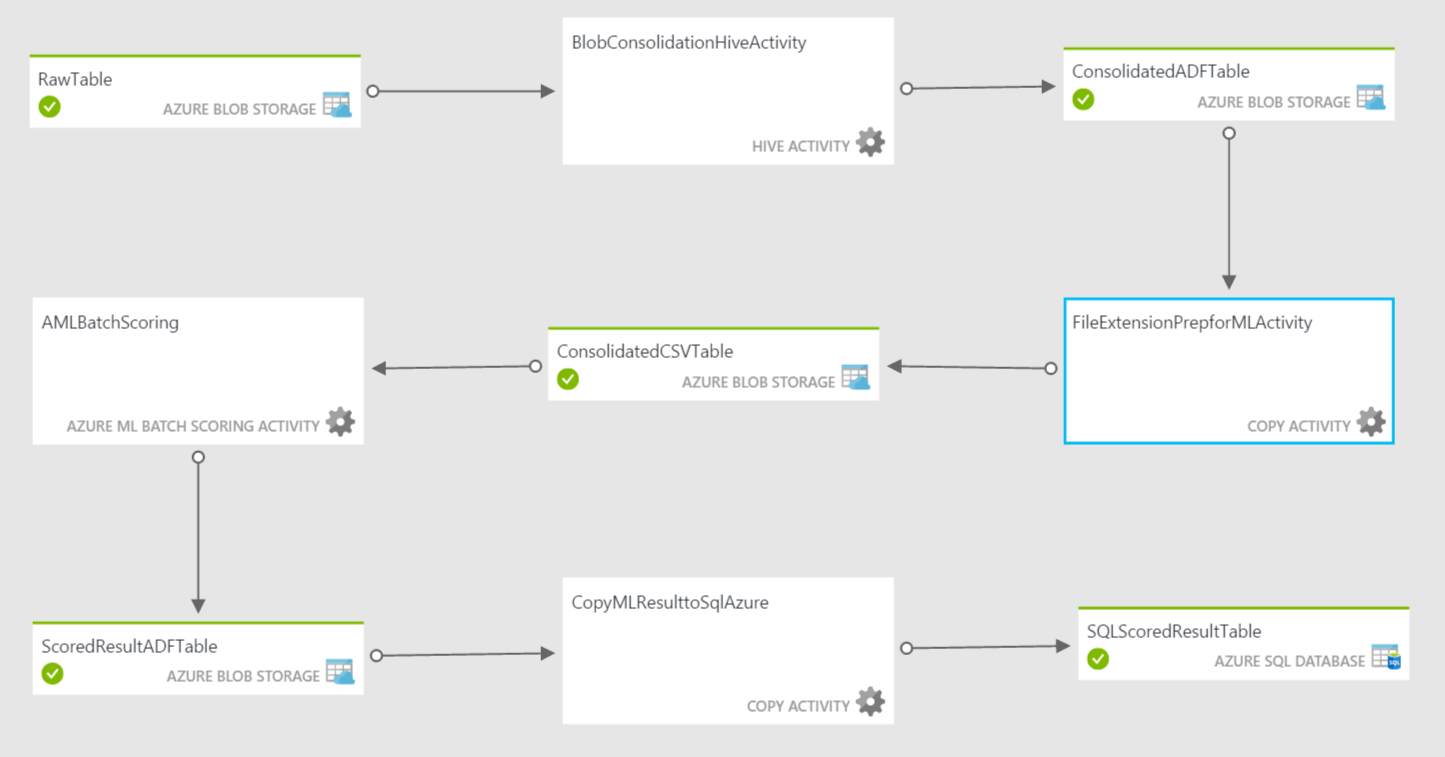 RawTable
AZURE BLOB STORAGE
BlobConsolidationHiveActivity
HIVE ACTIVITY
ConsolidatedADFTable
AZURE BLOB STORAGE
AMLBatchScoring
AZURE ML BATCH SCORING ACTIVITY
ConsolidatedCSVTable
AZURE BLOB STORAGE
FileExtensionPrepforMLActivity
COPY ACTIVITY
ScoredResultADFTable
AZURE BLOB STORAGE
CopyMLResulttoSqlAzure
COPY ACTIVITY
SQLScoredResultTable
AZURE SQL DATABASE
SQL